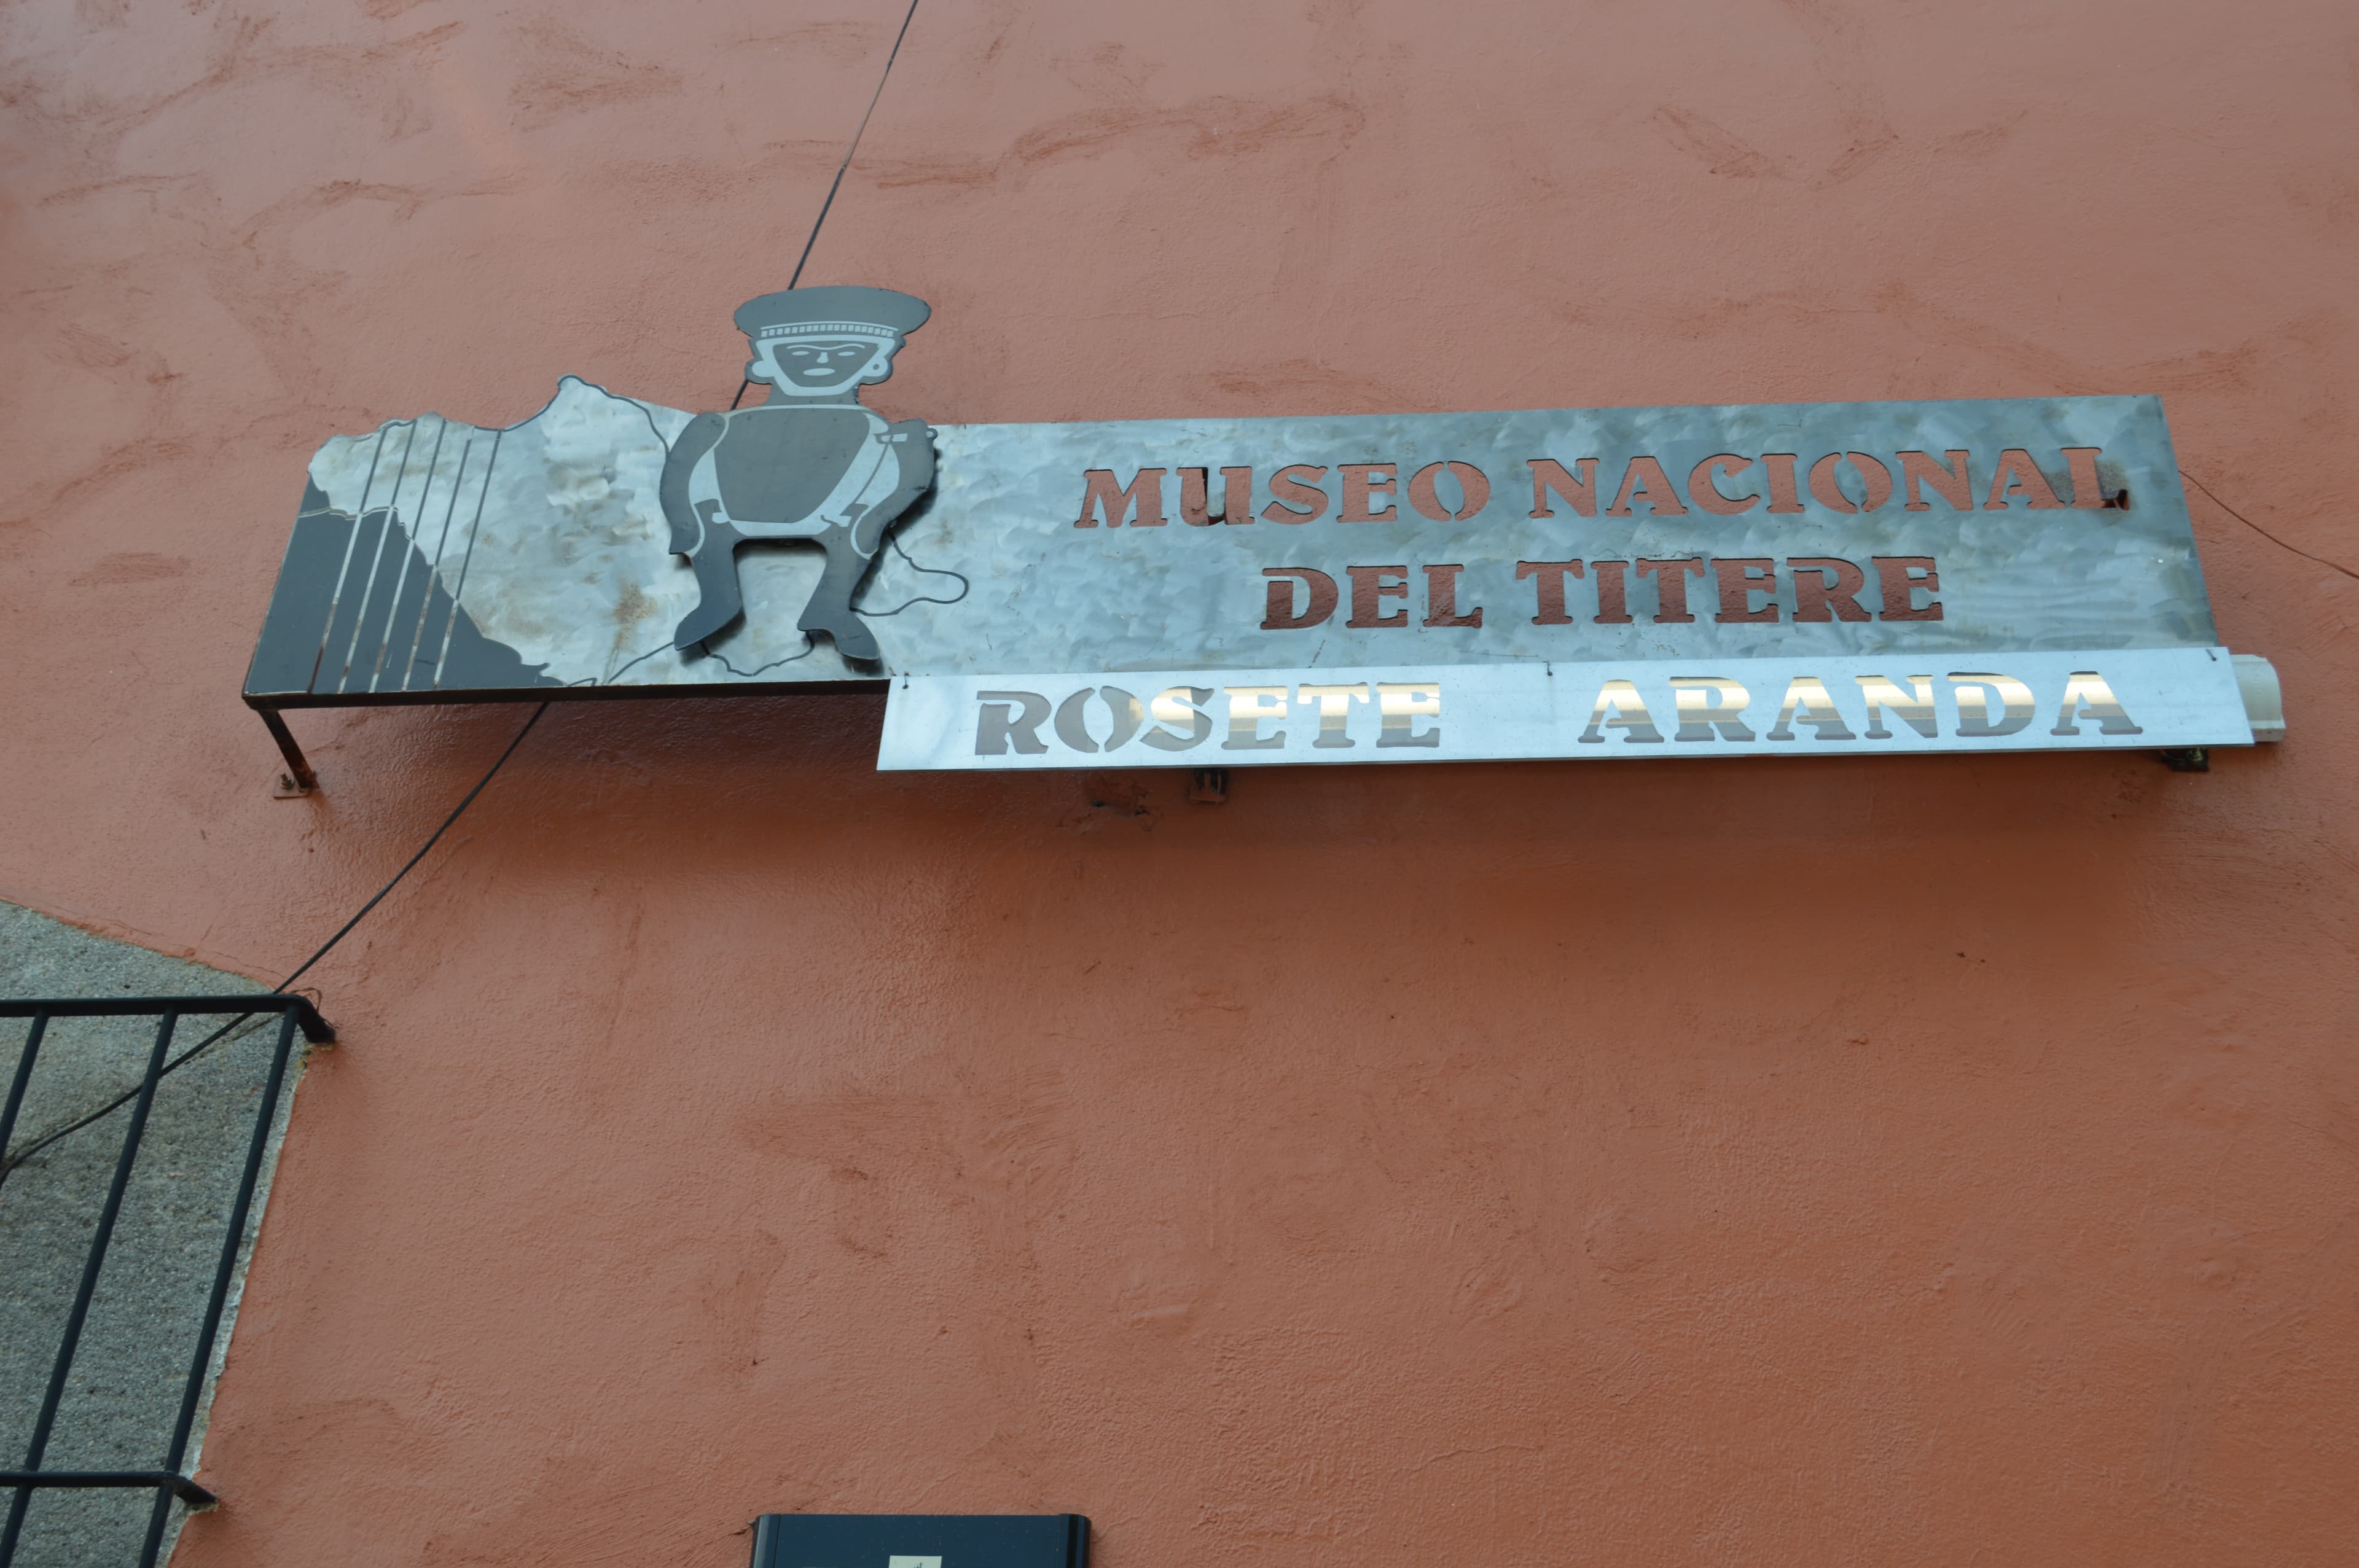 MUSEO NACIONAL
DEL TITERE
ROSETE ARANDA